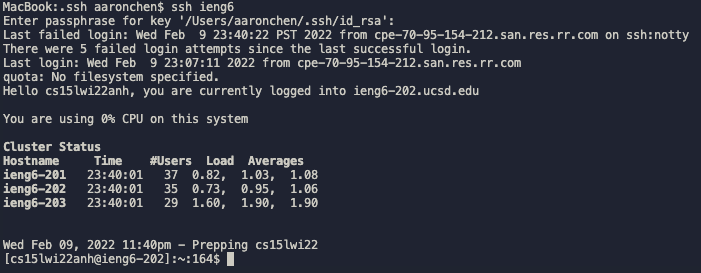 MacBook:.ssh aaronchen$ ssh ieng6
Enter passphrase for key '/Users/aaronchen/.ssh/id_rsa':
Last failed login: Wed Feb  9 23:40:22 PST 2022 from cpe-70-95-154-212.san.res.rr.com on ssh:notty
There were 5 failed login attempts since the last successful login.
Last login: Wed Feb  9 23:07:11 2022 from cpe-70-95-154-212.san.res.rr.com
quota: No filesystem specified.
Hello cs15lwi22anh, you are currently logged into ieng6-202.ucsd.edu
You are using 0% CPU on this system
Cluster Status
Hostname     Time    #Users  Load  Averages
ieng6-201   23:40:01   37  0.82,  1.03,  1.08
ieng6-202   23:40:01   35  0.73,  0.95,  1.06
ieng6-203   23:40:01   29  1.60,  1.90,  1.90
Wed Feb 09, 2022 11:40pm - Prepping cs15lwi22
[cs15lwi22anh@ieng6-202]:~:164$